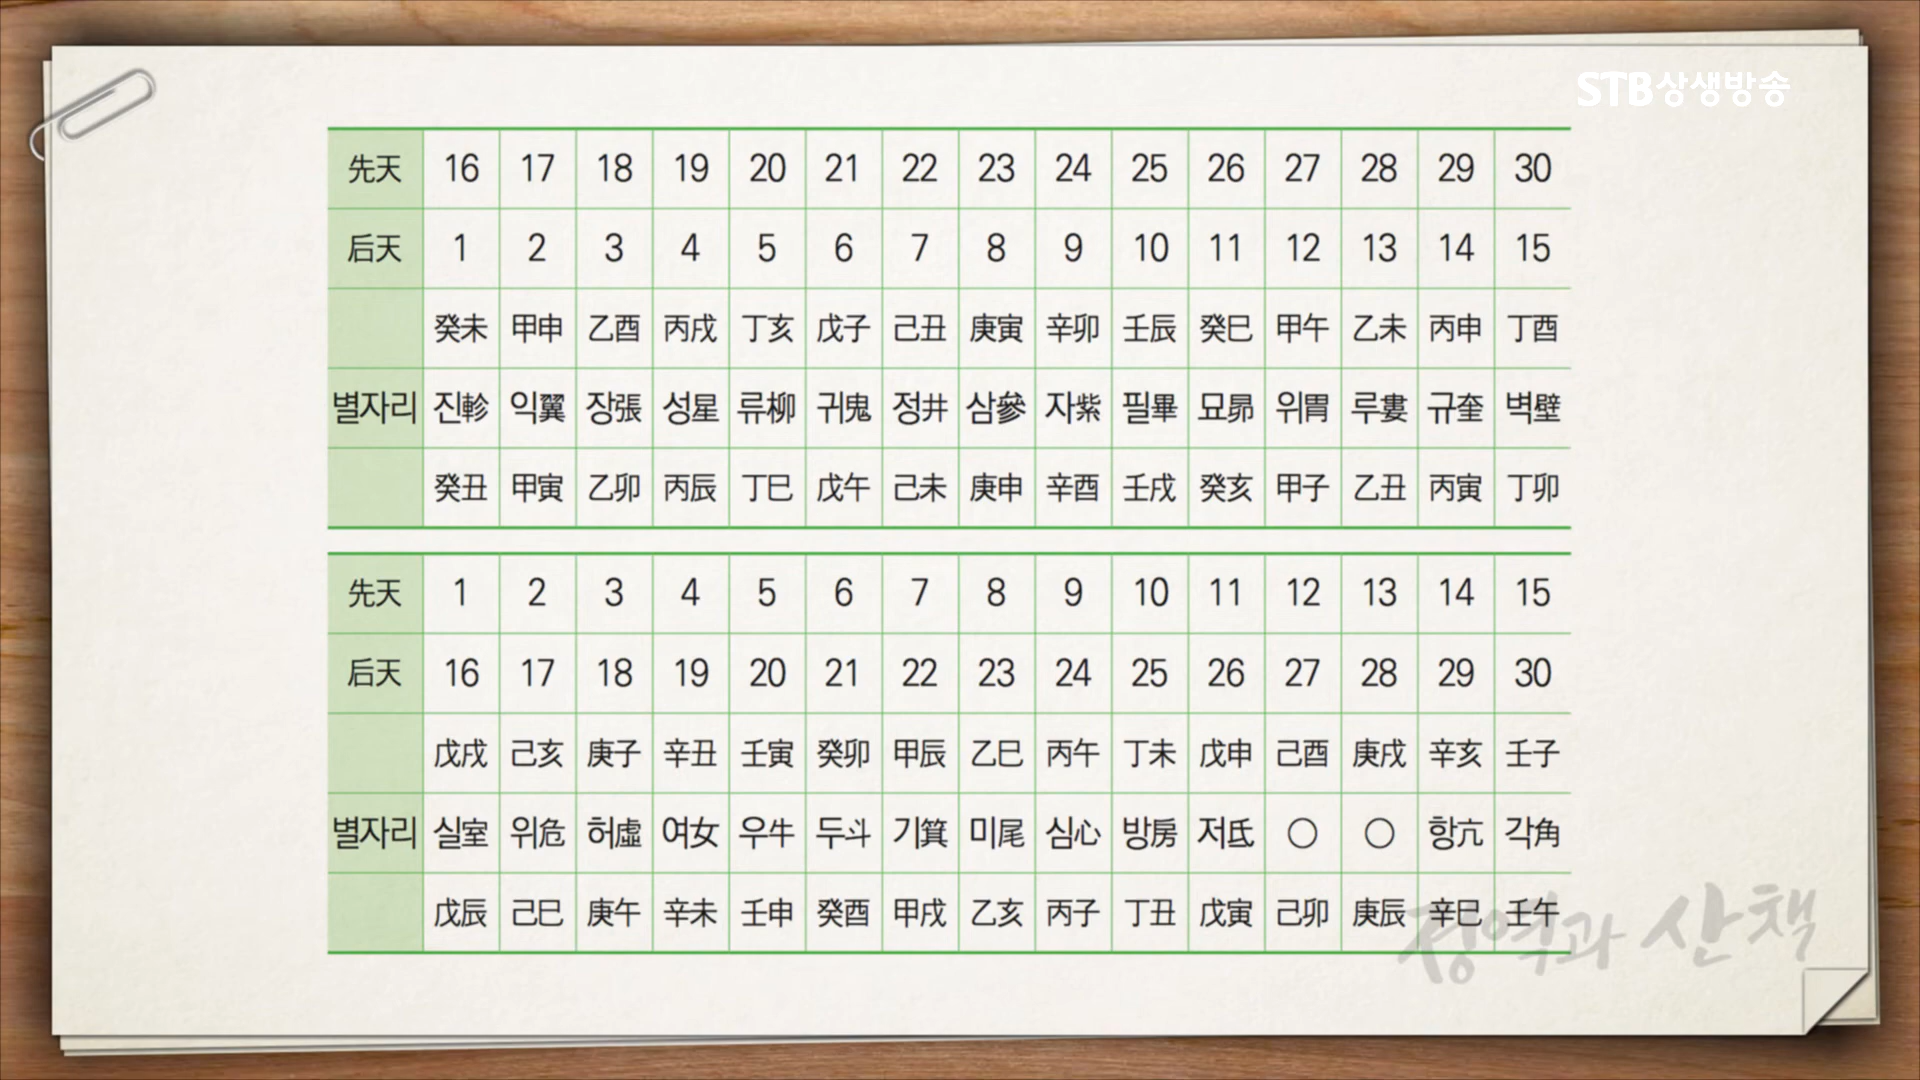 STB상생방송
先天 16 17 18 19 20 21 22 23 24 25 26 27 28 29 30
后天 1 2 3 4 5 6 7 8 9 10 11 12 13 14 15
癸未 甲申 乙酉 丙戌 丁亥 戊子 己丑 庚寅 辛卯 壬辰 癸巳 甲午 乙未 丙申 丁酉
별자리 진軫 익翼 장張 성星 류柳 귀鬼 정井 삼參 자紫 필畢 묘昴 위胃 루婁 규奎 벽壁
癸丑 甲寅 乙卯 丙辰 丁巳 戊午 己未 庚申 辛酉 壬戌 癸亥 甲子 乙丑 丙寅 丁卯
先天 1 2 3 4 5 6 7 8 9 10 11 12 13 14 15
后天 16 17 18 19 20 21 22 23 24 25 26 27 28 29 30
戊戌 己亥 庚子 辛丑 壬寅 癸卯 甲辰 乙巳 丙午 丁未 戊申 己酉 庚戌 辛亥 壬子
별자리 실室 위危 허虛 여女 우牛 두斗 기箕 미尾 심心 방房 저氐 ○ ○ 항亢 각角
戊辰 己巳 庚午 辛未 壬申 癸酉 甲戌 乙亥 丙子 丁丑 戊寅 己卯 庚辰 辛巳 壬午
정역과 산책